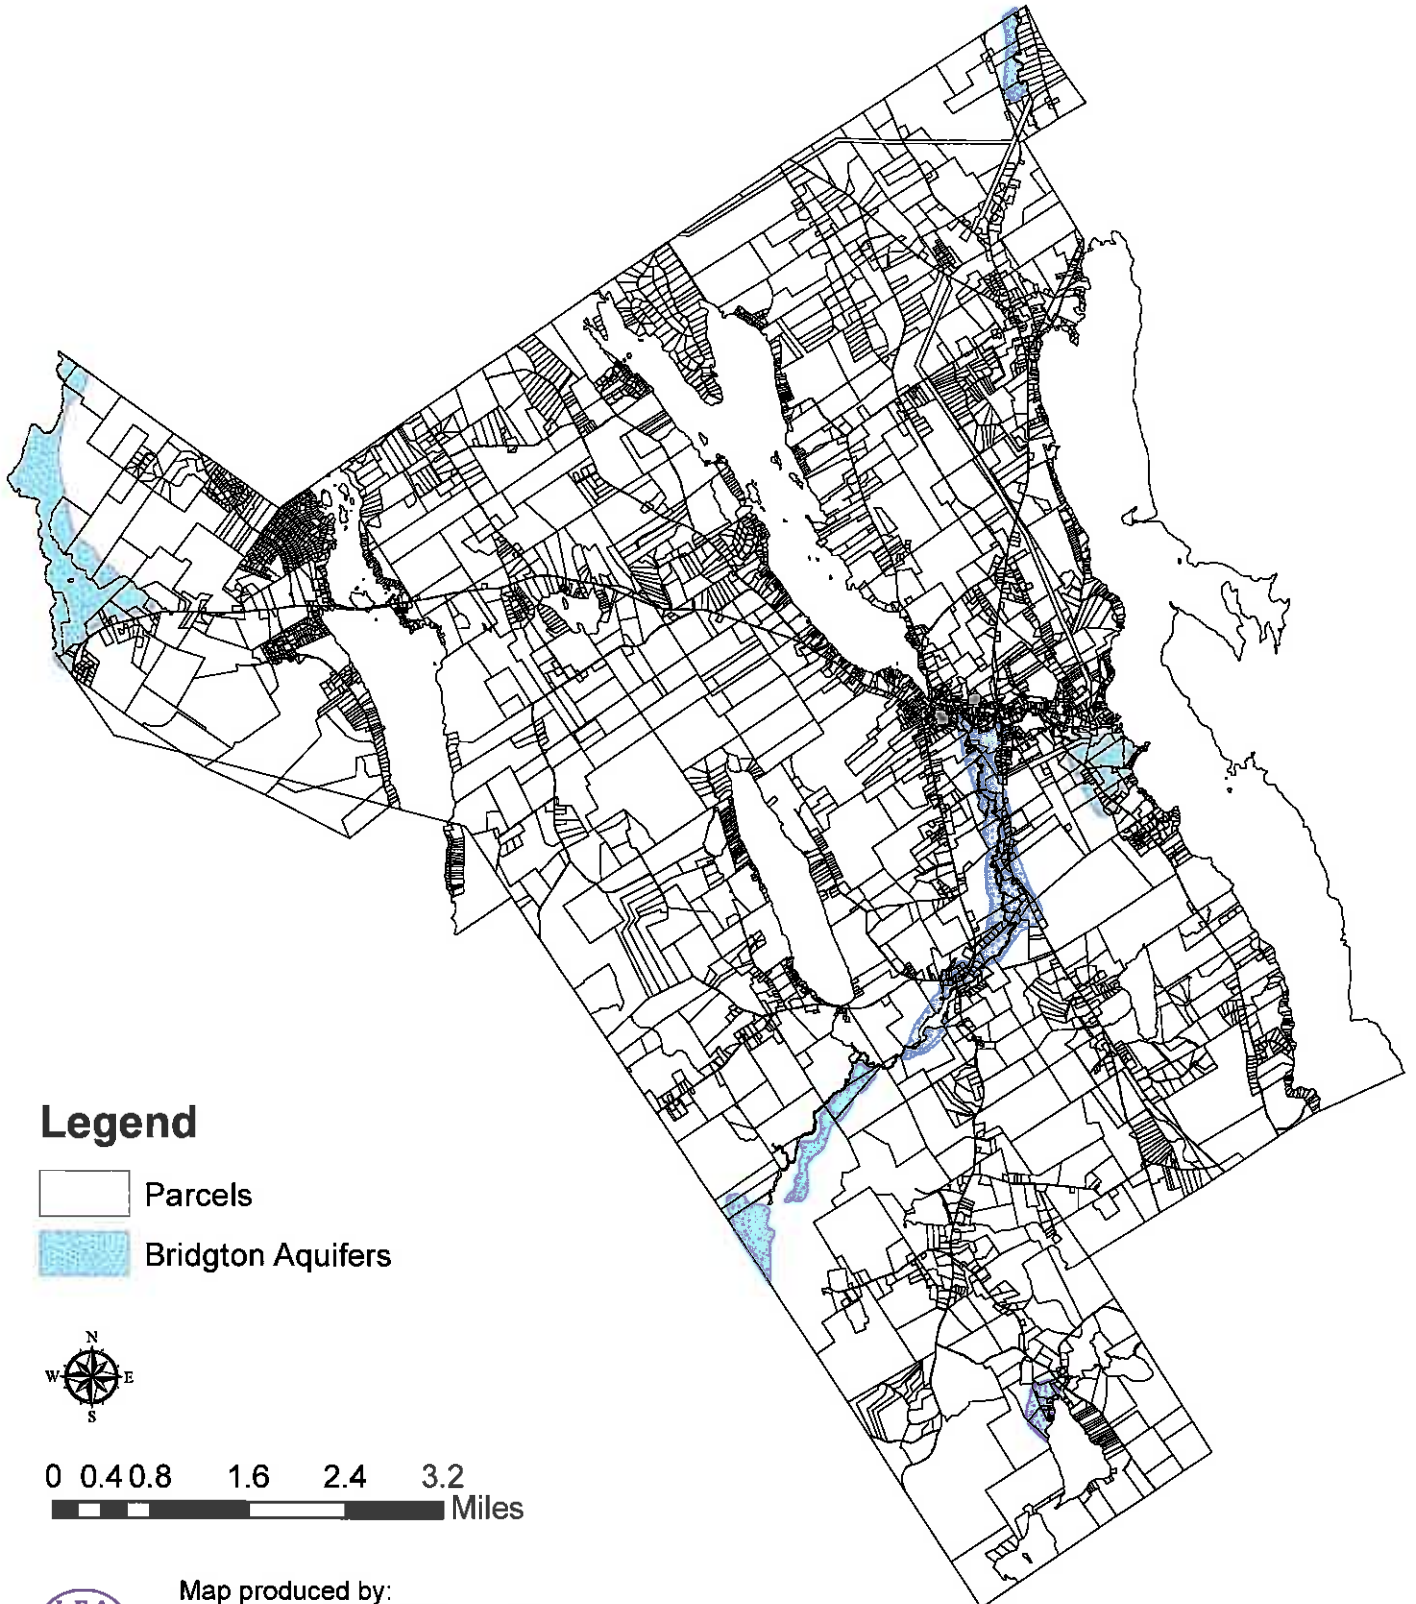 Legend
Parcels
Bridgton Aquifers
N
W E
S
0 0.4 0.8 1.6 2.4 3.2
Miles
Map produced by:
LEA